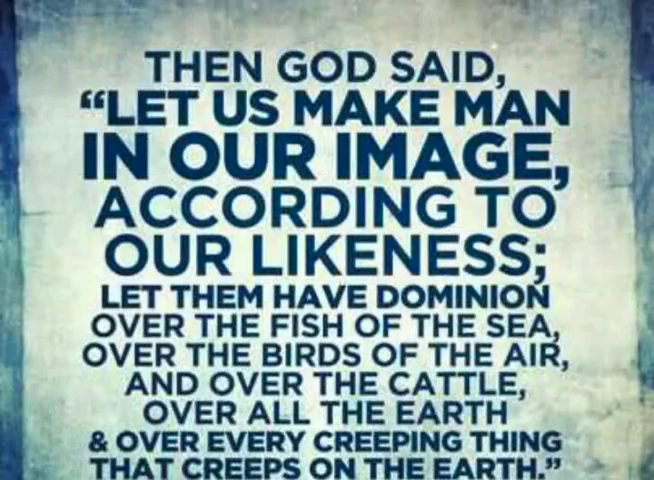 THEN GOD SAID,
“LET US MAKE MAN
IN OUR IMAGE,
ACCORDING TO
OUR LIKENESS;
LET THEM HAVE DOMINION
OVER THE FISH OF THE SEA,
OVER THE BIRDS OF THE AIR,
AND OVER THE CATTLE,
OVER ALL THE EARTH
& OVER EVERY CREEPING THING
THAT CREEPS ON THE EARTH.”